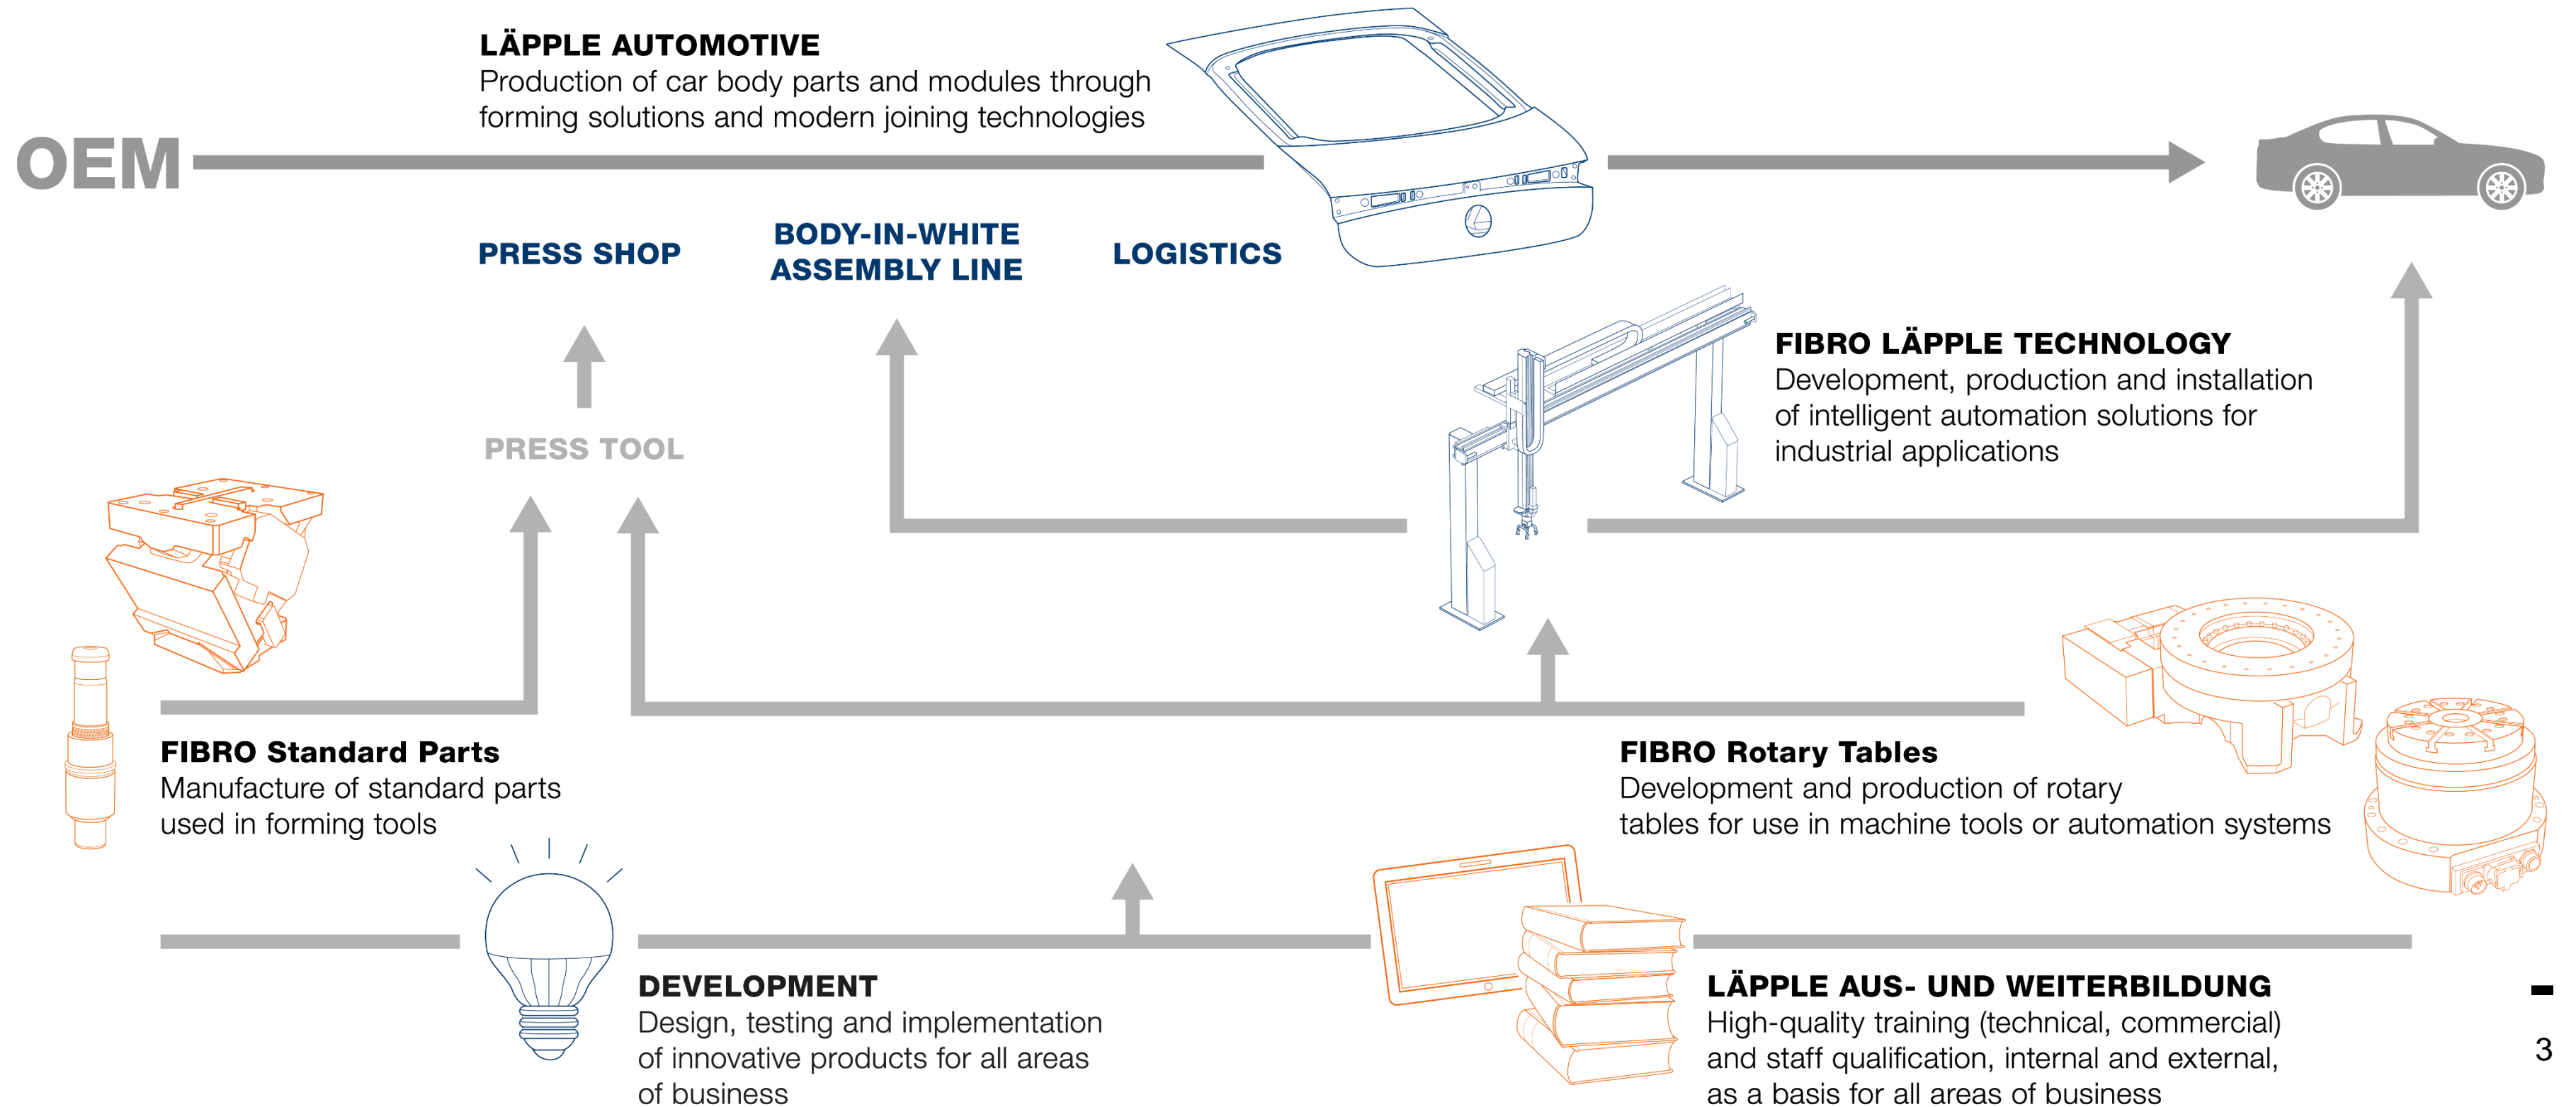 LÄPPLE AUTOMOTIVE
Production of car body parts and modules through
forming solutions and modern joining technologies
OEM
PRESS SHOP
BODY-IN-WHITE
ASSEMBLY LINE
LOGISTICS
FIBRO LÄPPLE TECHNOLOGY
Development, production and installation
of intelligent automation solutions for
industrial applications
PRESS TOOL
FIBRO Standard Parts
Manufacture of standard parts
used in forming tools
FIBRO Rotary Tables
Development and production of rotary
tables for use in machine tools or automation systems
DEVELOPMENT
Design, testing and implementation
of innovative products for all areas
of business
LÄPPLE AUS- UND WEITERBILDUNG
High-quality training (technical, commercial)
and staff qualification, internal and external,
as a basis for all areas of business
-
3